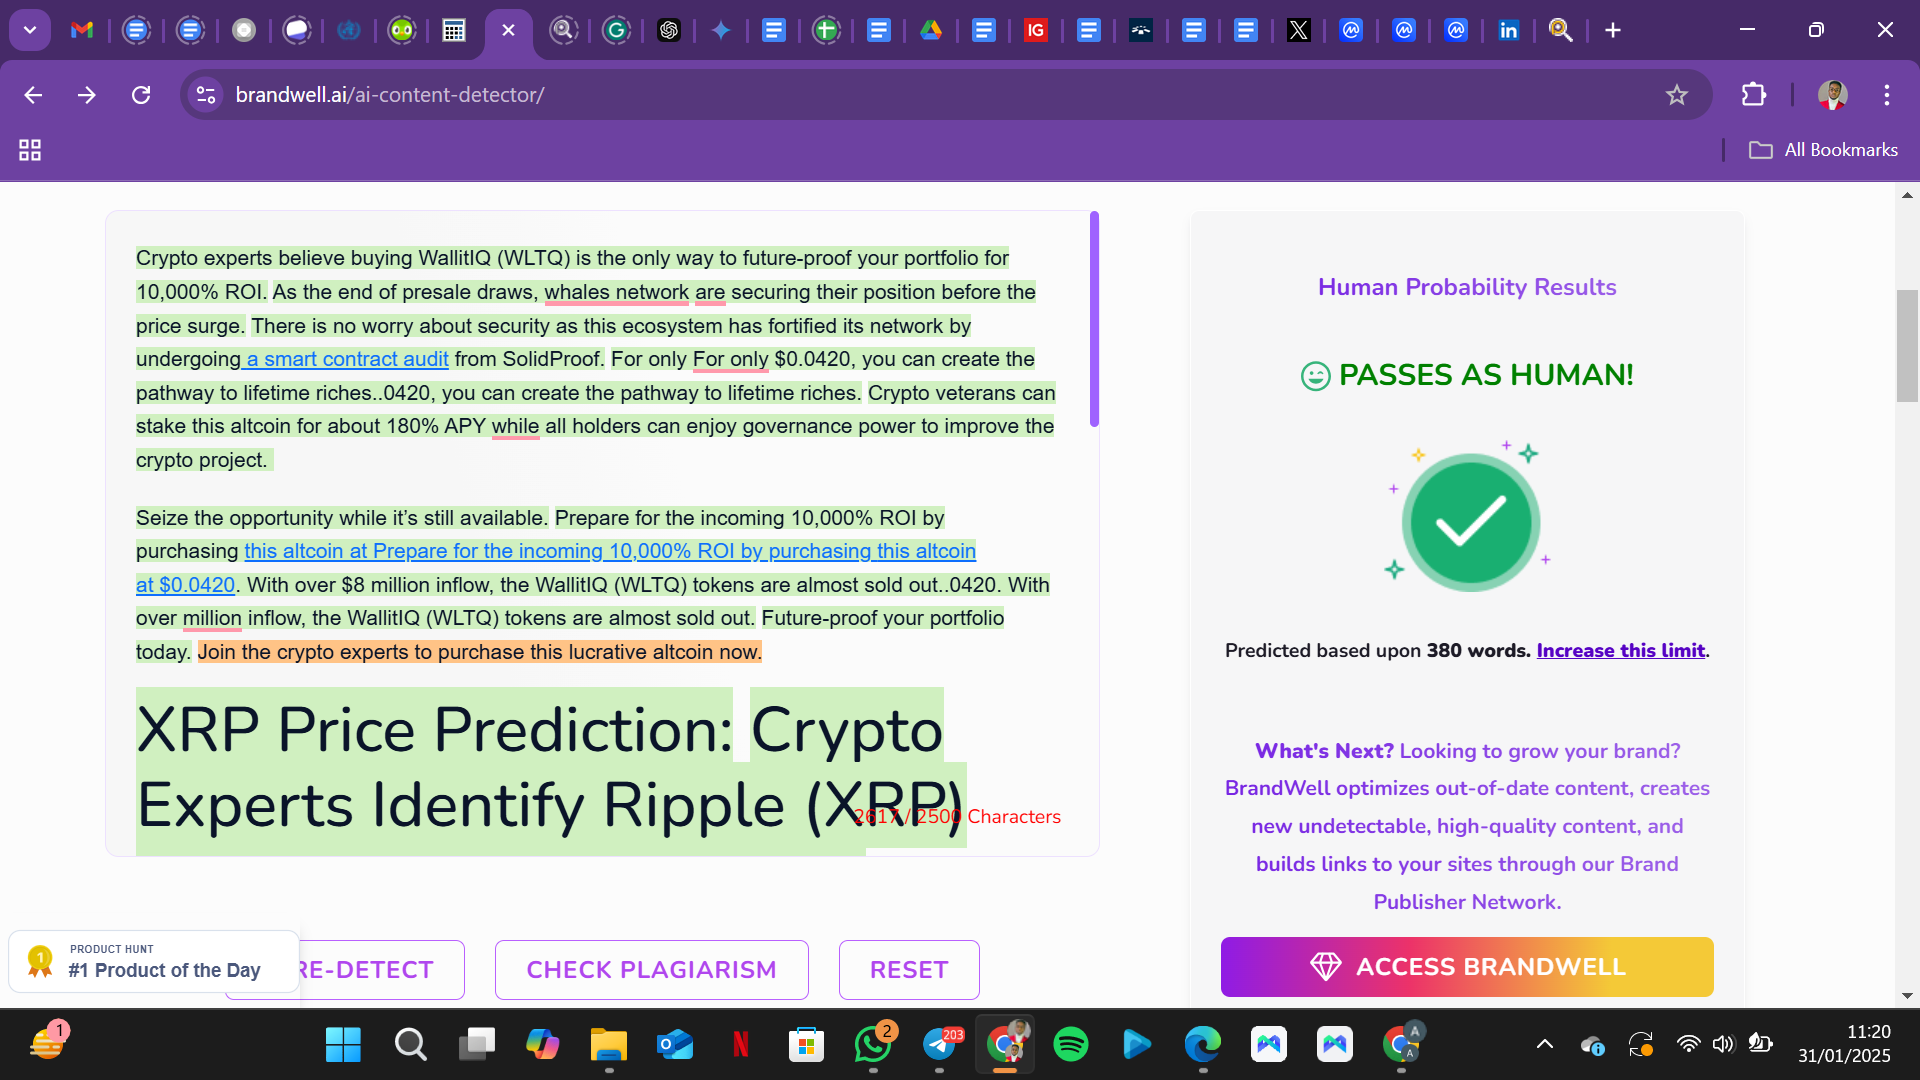 brandwell.ai/ai-content-detector/
All Bookmarks
Crypto experts believe buying WallitIQ (WLTQ) is the only way to future-proof your portfolio for
10,000% ROI. As the end of presale draws, whales network are securing their position before the
price surge. There is no worry about security as this ecosystem has fortified its network by
undergoing a smart contract audit from SolidProof. For only For only $0.0420, you can create the
pathway to lifetime riches..0420, you can create the pathway to lifetime riches. Crypto veterans can
stake this altcoin for about 180% APY while all holders can enjoy governance power to improve the
crypto project.
Seize the opportunity while it’s still available. Prepare for the incoming 10,000% ROI by
purchasing this altcoin at Prepare for the incoming 10,000% ROI by purchasing this altcoin
at $0.0420. With over $8 million inflow, the WallitIQ (WLTQ) tokens are almost sold out..0420. With
over million inflow, the WallitIQ (WLTQ) tokens are almost sold out. Future-proof your portfolio
today. Join the crypto experts to purchase this lucrative altcoin now.
XRP Price Prediction: Crypto
Experts Identify Ripple (XRP)
2617 / 2500 Characters
RE-DETECT
CHECK PLAGIARISM
RESET
PRODUCT HUNT
#1 Product of the Day
1
Human Probability Results
PASSES AS HUMAN!
Predicted based upon 380 words. Increase this limit.
What's Next? Looking to grow your brand?
BrandWell optimizes out-of-date content, creates
new undetectable, high-quality content, and
builds links to your sites through our Brand
Publisher Network.
ACCESS BRANDWELL
IG
in
1
2
203
A
A
11:20
31/01/2025